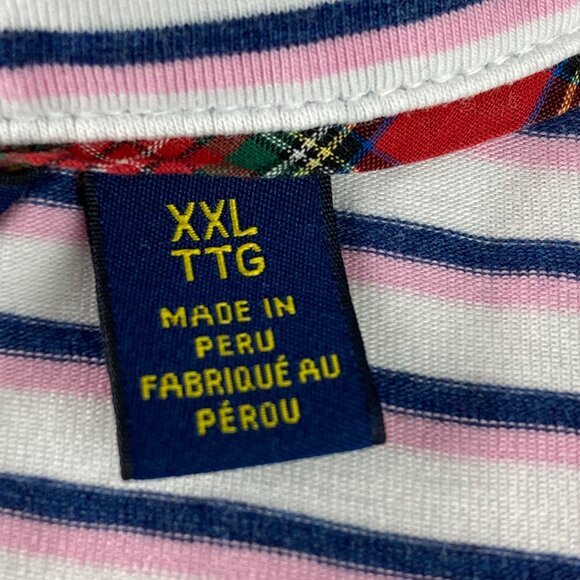 XXL
TTG
MADE IN
PERU
FABRIQUÉ AU
PÉROU